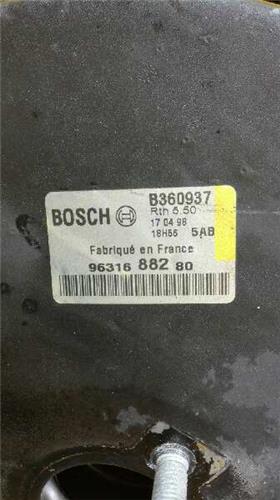 B360937
BOSCH Rth 5.50
17 04 98
18H55 5AB
Fabriqué en France
96316 882 80